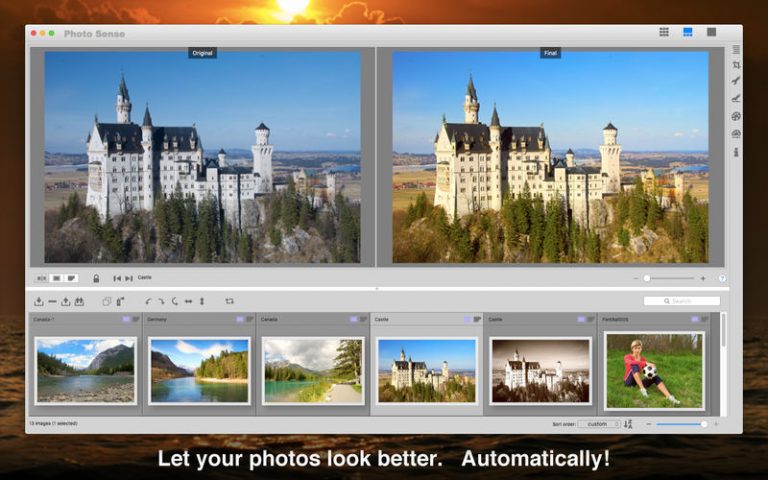 Photo Sense
Original
Final
Castle
Search
Canada-1
Germany
Canada
Castle
Castle
13 images (1 selected)
Sort order:
custom
Let your photos look better. Automatically!